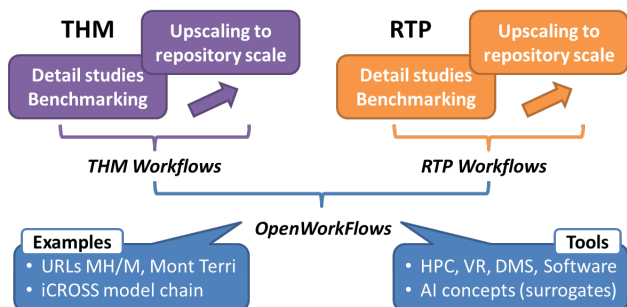 THM
Upscaling to
repository scale
Detail studies
Benchmarking
THM Workflows
RTP
Upscaling to
repository scale
Detail studies
Benchmarking
RTP Workflows
OpenWorkFlows
Examples
• URLs MH/M, Mont Terri
• iCROSS model chain
Tools
• HPC, VR, DMS, Software
• AI concepts (surrogates)